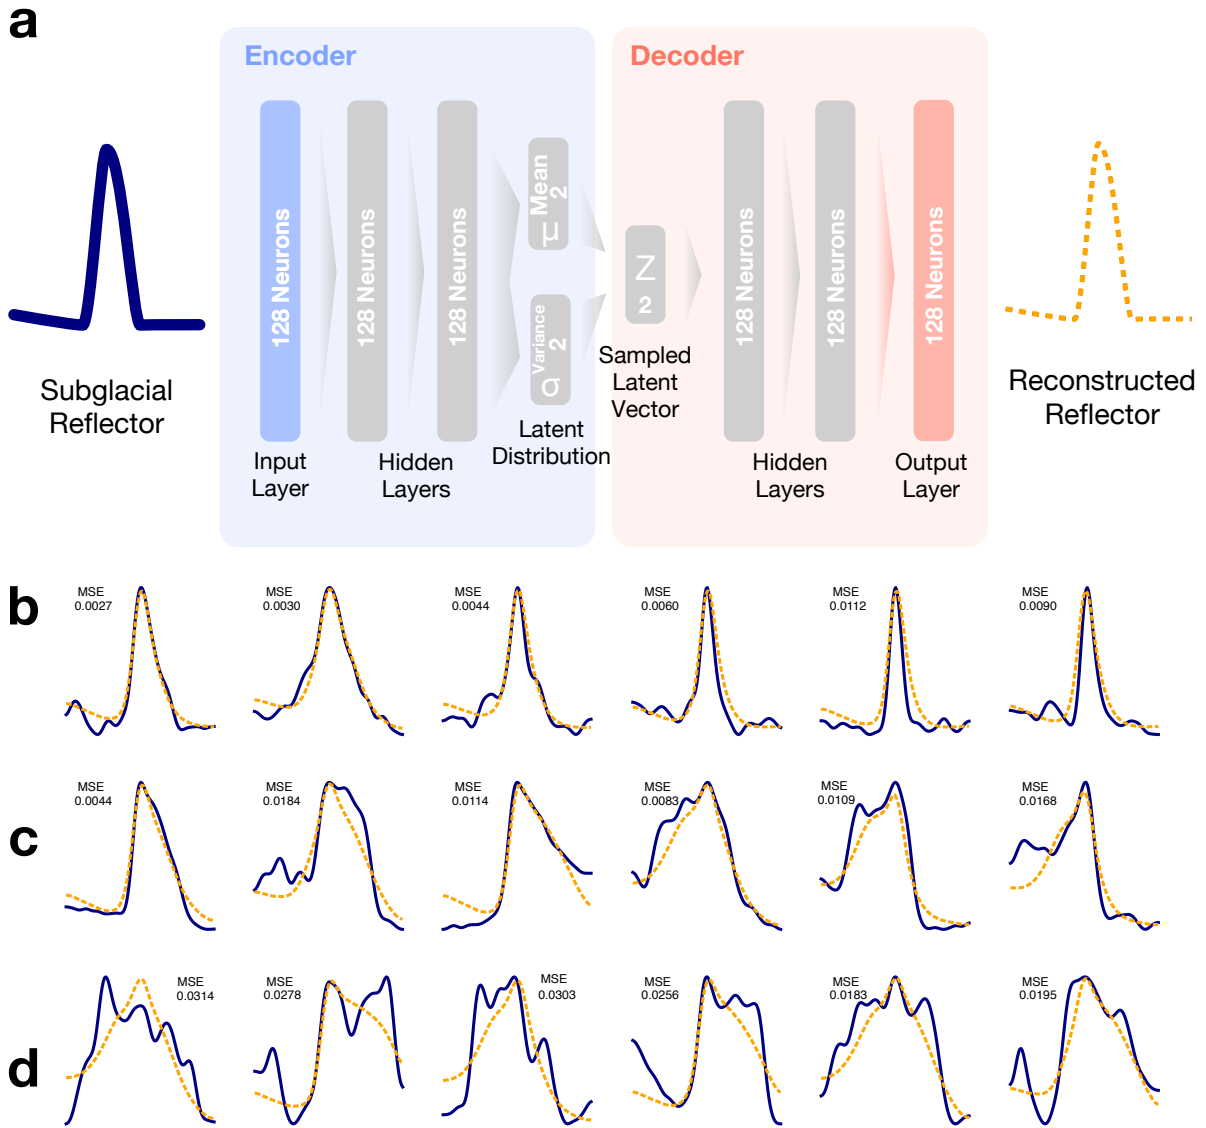 a
Encoder
Decoder
128 Neurons
128 Neurons
128 Neurons
Mean
μ 2
Variance
σ 2
Z
2
128 Neurons
128 Neurons
128 Neurons
Subglacial
Reflector
Input
Layer
Hidden
Layers
Latent
Distribution
Sampled
Latent
Vector
Hidden
Layers
Output
Layer
Reconstructed
Reflector
b
MSE
0.0027
MSE
0.0030
MSE
0.0044
MSE
0.0060
MSE
0.0112
MSE
0.0090
c
MSE
0.0044
MSE
0.0184
MSE
0.0114
MSE
0.0083
MSE
0.0109
MSE
0.0168
d
MSE
0.0314
MSE
0.0278
MSE
0.0303
MSE
0.0256
MSE
0.0183
MSE
0.0195